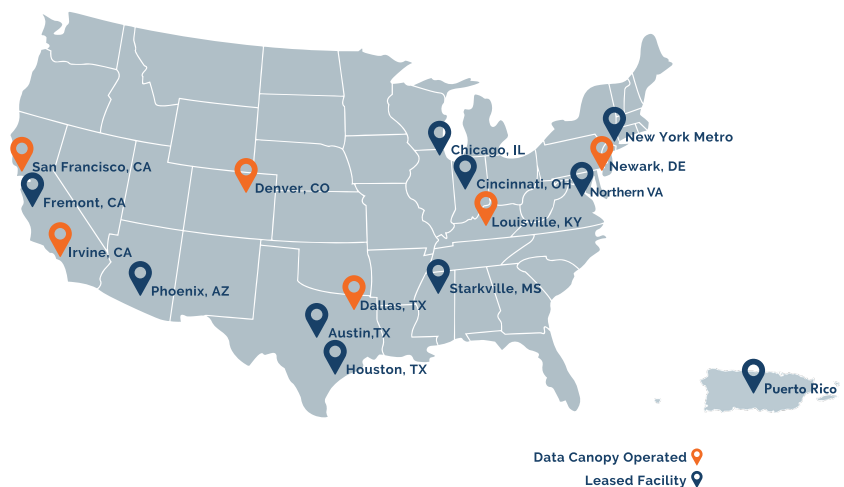 New York Metro
Chicago, IL
San Francisco, CA
Newark, DE
Cincinnati, OH
Denver, CO
Northern VA
Fremont, CA
Louisville, KY
Irvine, CA
Phoenix, AZ
Starkville, MS
Dallas, TX
Austin,TX
Houston, TX
Puerto Rico
Data Canopy Operated
Leased Facility